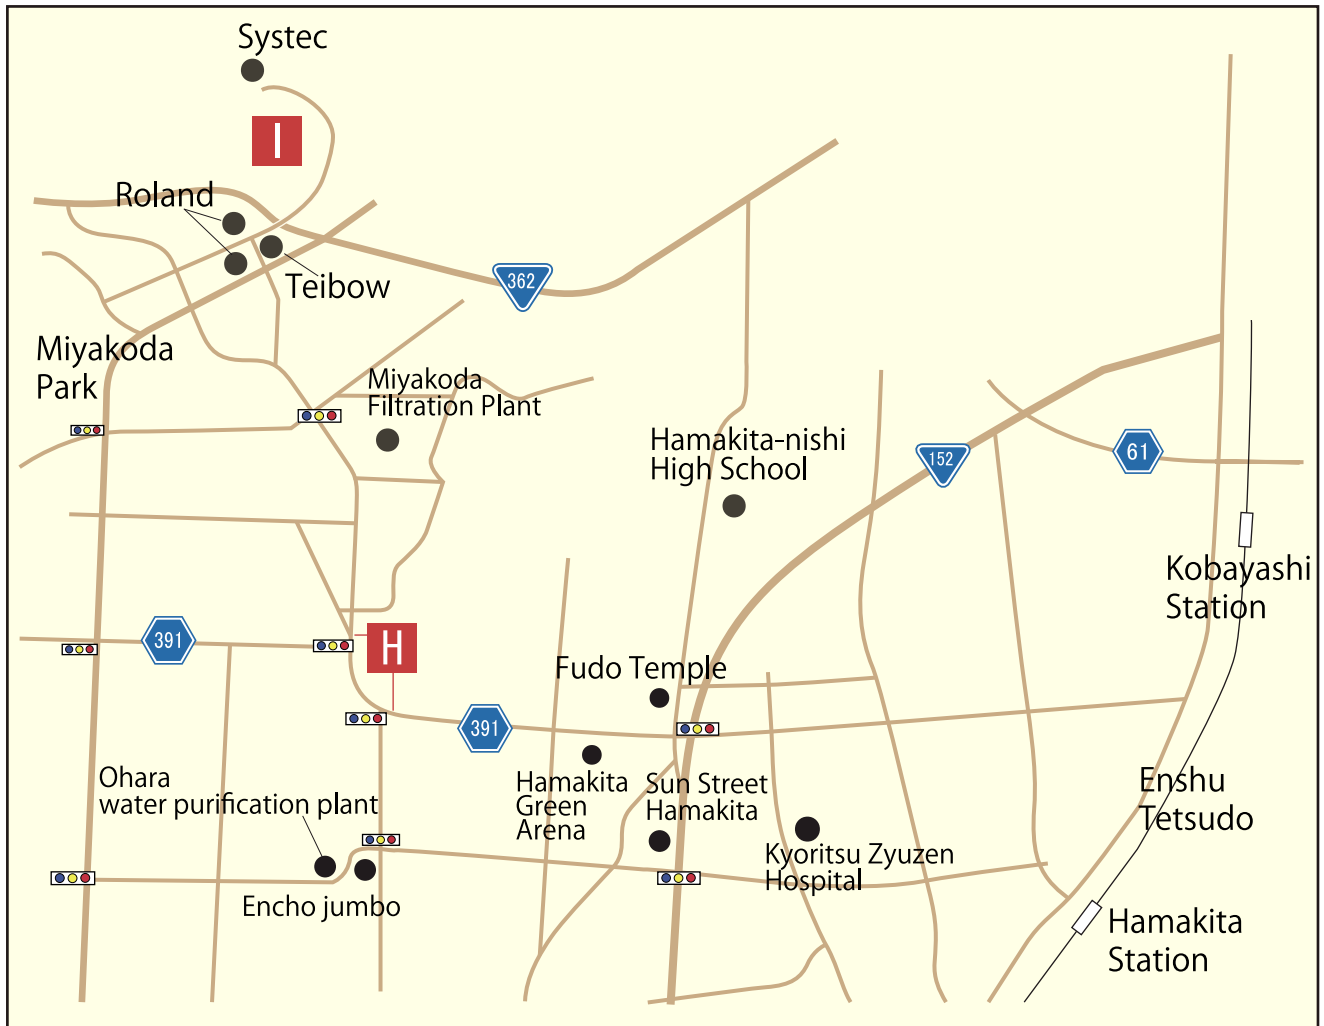 Systec
I
Roland
Teibow
362
Miyakoda
Park
Miyakoda
Filtration Plant
Hamakita-nishi
High School
152
61
Kobayashi
Station
391
H
Fudo Temple
391
Ohara
water purification plant
Hamakita
Green
Arena
Sun Street
Hamakita
Enshu
Tetsudo
Kyoritsu Zyuzen
Hospital
Encho jumbo
Hamakita
Station